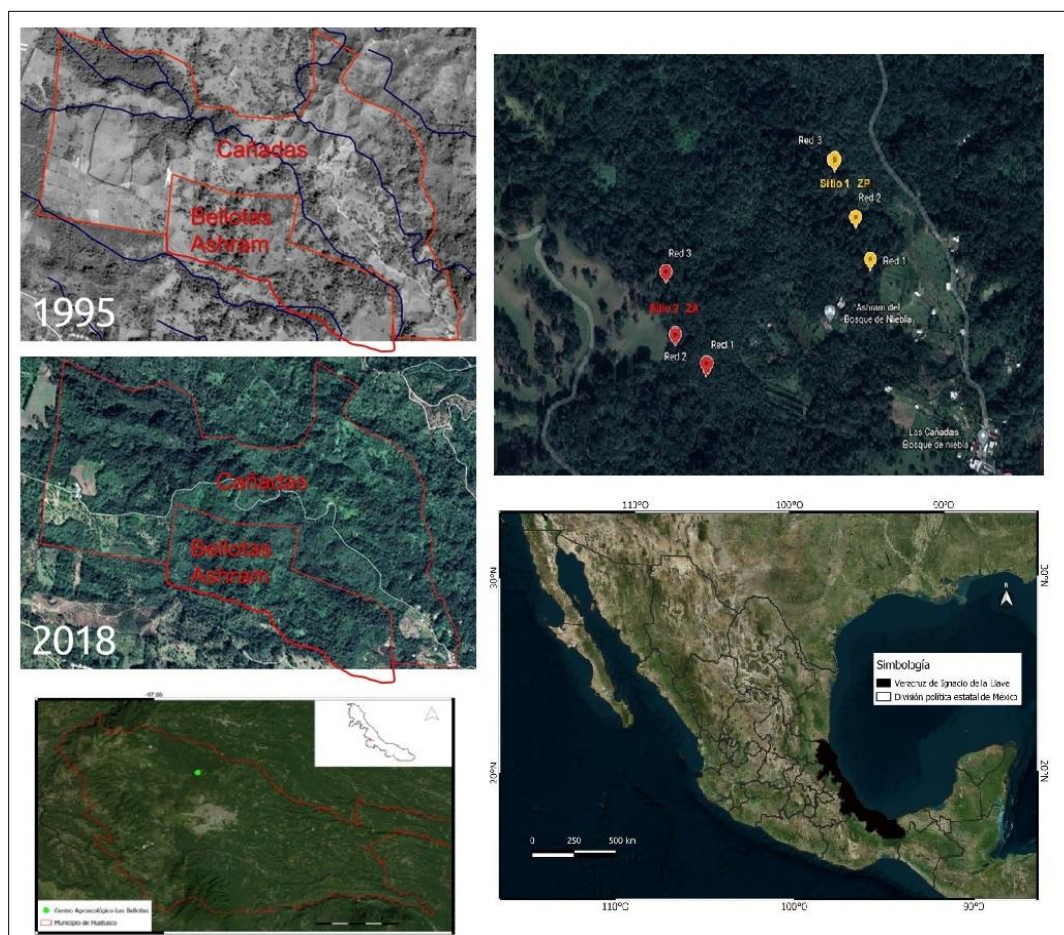 Cañadas
Bellotas
Ashram
1995
Cañadas
Bellotas
Ashram
2018
Centro Agroecológico Las Bellotas
Municipio de Huatusco
Red 3
Sitio 1 ZP
Red 2
Red 1
Red 3
Ashram del
Bosque de Niebla
Sitio 2 ZA
Red 1
Red 2
Las Cañadas
Bosque de niebla
110°O
100°O
90°O
30°N
30°N
N
Simbología
Veracruz de Ignacio de la Llave
División política estatal de México
20°N
20°N
0
250
500 km
110°O
100°O
90°O